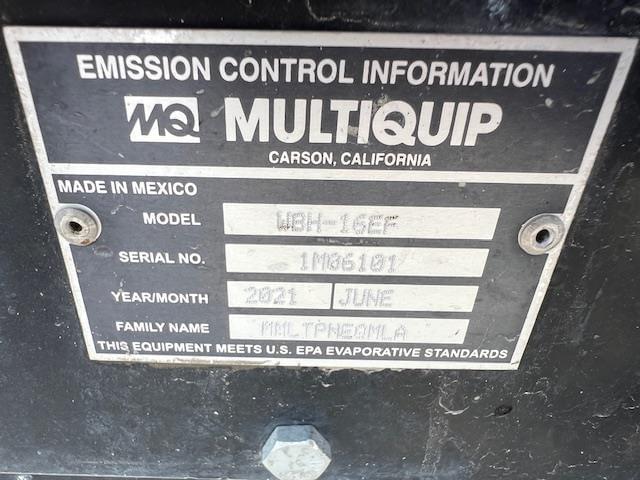 EMISSION CONTROL INFORMATION
MQ MULTIQUIP
CARSON, CALIFORNIA
MADE IN MEXICO
MODEL WBH-16EF
SERIAL NO. 1M06101
YEAR/MONTH 2021 JUNE
FAMILY NAME MMLTPNEQMLA
THIS EQUIPMENT MEETS U.S. EPA EVAPORATIVE STANDARDS